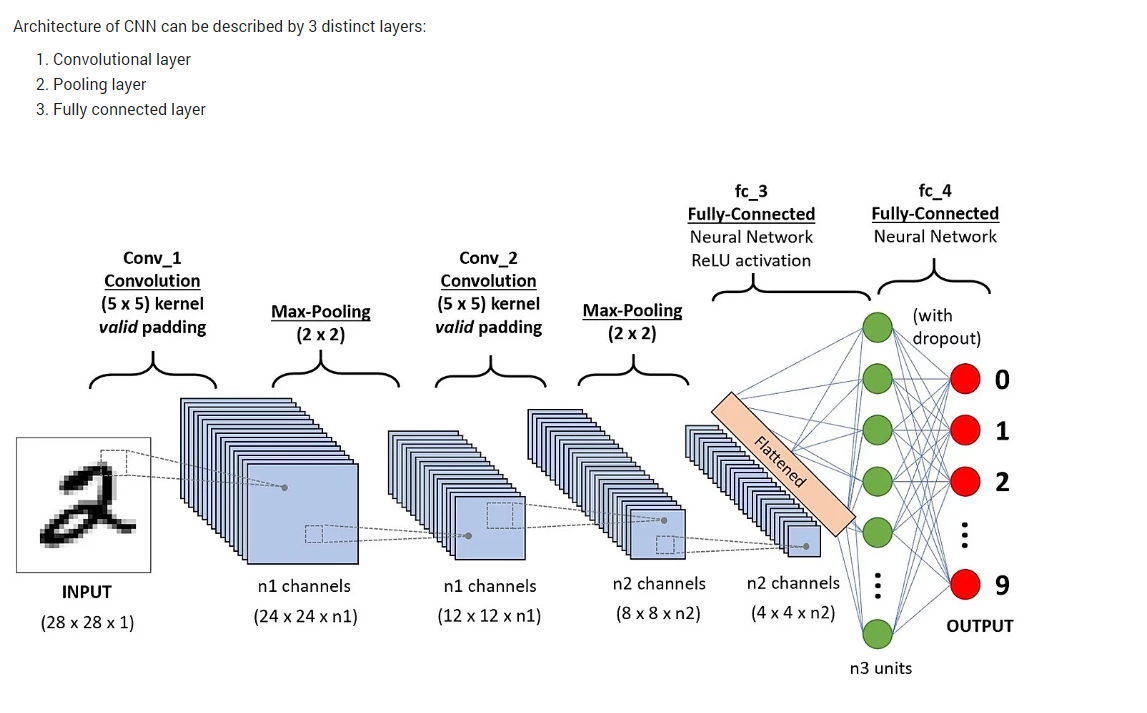 Architecture of CNN can be described by 3 distinct layers:
1. Convolutional layer
2. Pooling layer
3. Fully connected layer
fc_3
Fully-Connected
Neural Network
ReLU activation
fc_4
Fully-Connected
Neural Network
Conv_1
Convolution
(5 x 5) kernel
valid padding
Max-Pooling
(2 x 2)
Conv_2
Convolution
(5 x 5) kernel
valid padding
Max-Pooling
(2 x 2)
(with
dropout)
Flattened
0
1
2
9
OUTPUT
INPUT
(28 x 28 x 1)
n1 channels
(24 x 24 x n1)
n1 channels
(12 x 12 x n1)
n2 channels
(8 x 8 x n2)
n2 channels
(4 x 4 x n2)
n3 units